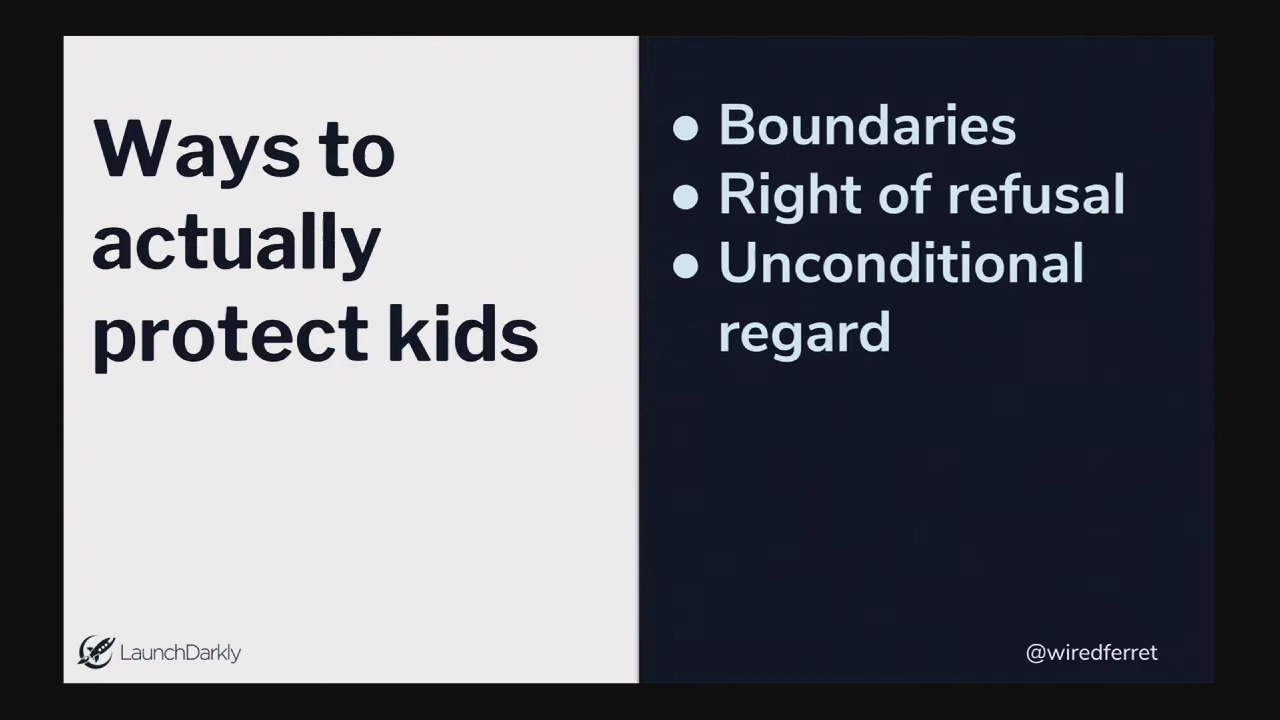 Ways to
actually
protect kids
● Boundaries
● Right of refusal
● Unconditional
regard
LaunchDarkly
@wiredferret